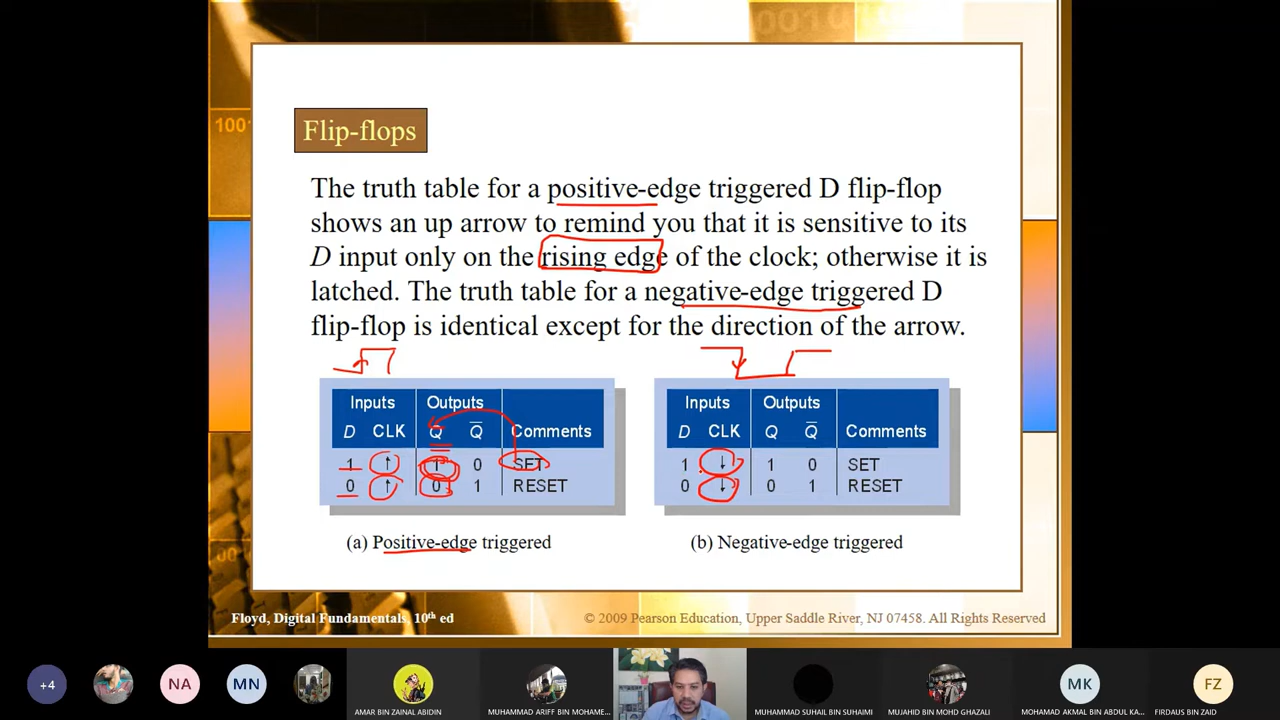 1001
Flip-flops
The truth table for a positive-edge triggered D flip-flop
shows an up arrow to remind you that it is sensitive to its
D input only on the rising edge of the clock; otherwise it is
latched. The truth table for a negative-edge triggered D
flip-flop is identical except for the direction of the arrow.
Inputs Outputs
D CLK Q Q̅ Comments
1 ↑ 1 0 SET
0 ↑ 0 1 RESET
(a) Positive-edge triggered
Inputs Outputs
D CLK Q Q̅ Comments
1 ↓ 1 0 SET
0 ↓ 0 1 RESET
(b) Negative-edge triggered
Floyd, Digital Fundamentals, 10th ed
© 2009 Pearson Education, Upper Saddle River, NJ 07458. All Rights Reserved
+4
NA
MN
AMAR BIN ZAINAL ABIDIN
MUHAMMAD ARIFF BIN MOHAME...
MUHAMMAD SUHAIL BIN SUHAIMI
MUJAHID BIN MOHD GHAZALI
MK
MOHAMAD AKMAL BIN ABDUL KA...
FZ
FIRDAUS BIN ZAID